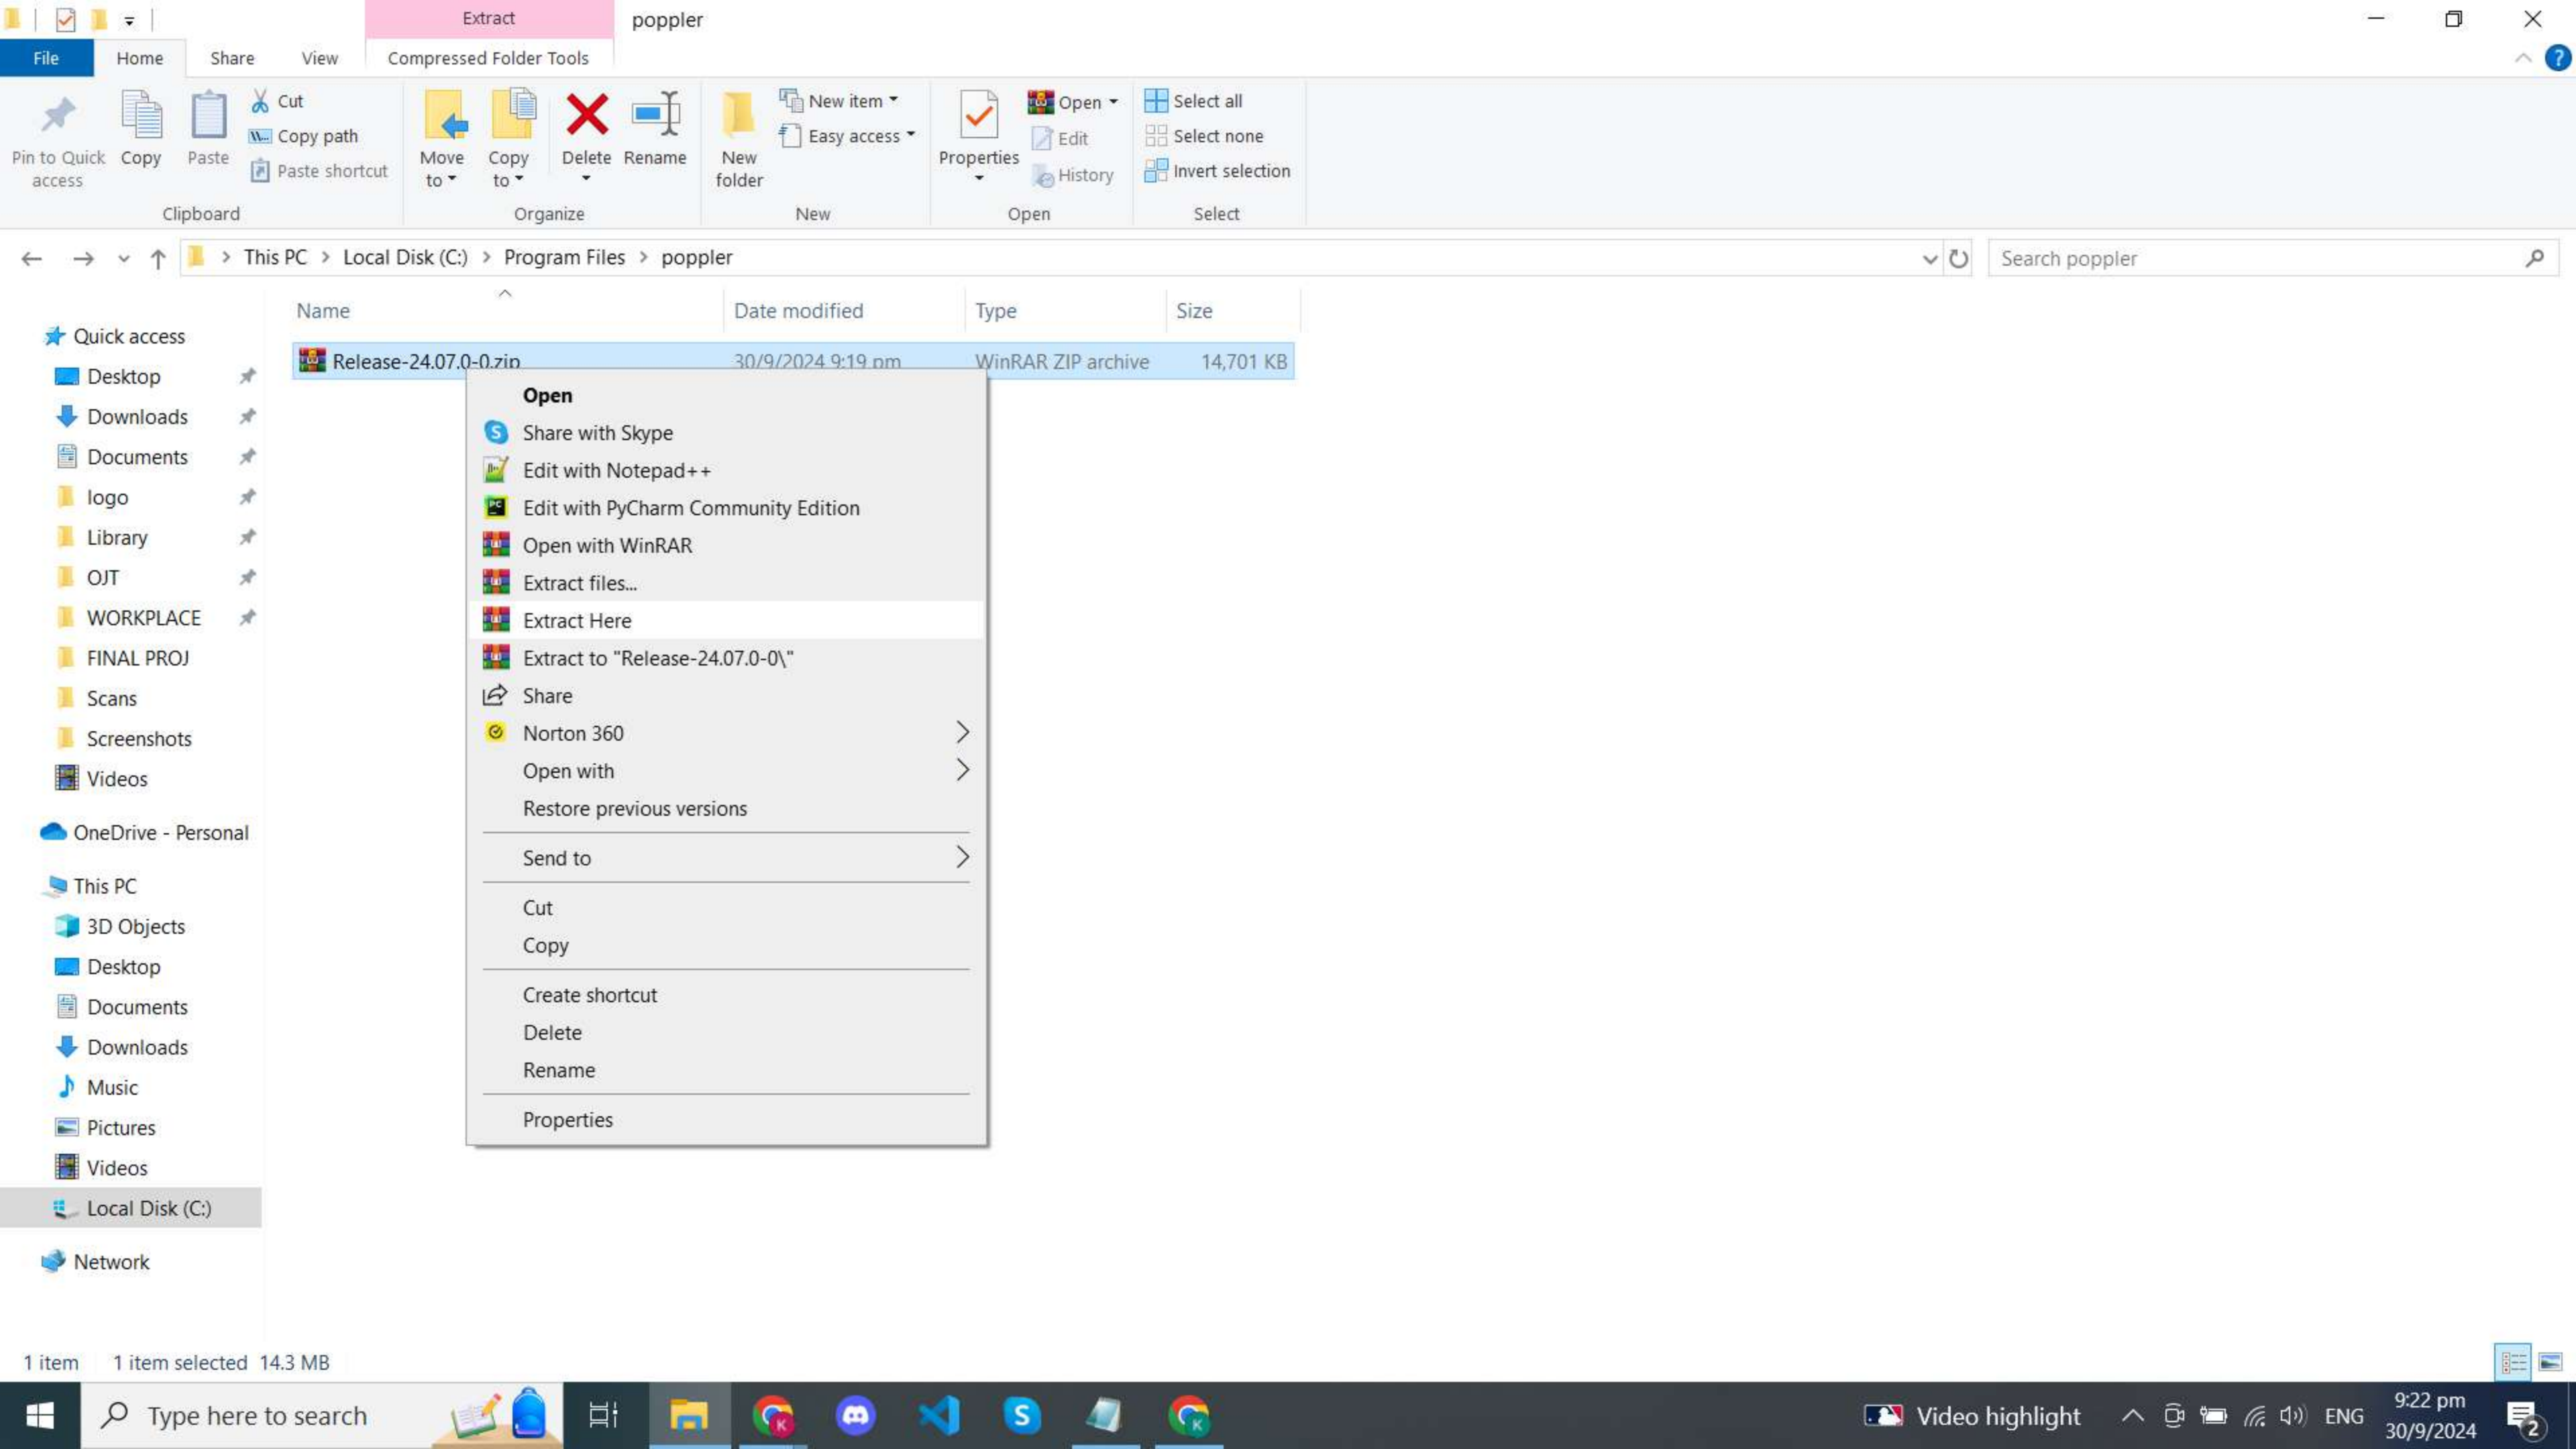 Extract
poppler
File
Home
Share
View
Compressed Folder Tools
Pin to Quick access
Copy
Paste
Cut
Copy path
Paste shortcut
Move to
Copy to
Delete
Rename
New folder
New item
Easy access
Properties
Open
Edit
History
Select all
Select none
Invert selection
Clipboard
Organize
New
Open
Select
This PC > Local Disk (C:) > Program Files > poppler
Search poppler
Name
Date modified
Type
Size
Release-24.07.0-0.zip
30/9/2024 9:19 pm
WinRAR ZIP archive
14,701 KB
Quick access
Desktop
Downloads
Documents
logo
Library
OJT
WORKPLACE
FINAL PROJ
Scans
Screenshots
Videos
OneDrive - Personal
This PC
3D Objects
Desktop
Documents
Downloads
Music
Pictures
Videos
Local Disk (C:)
Network
Open
Share with Skype
Edit with Notepad++
Edit with PyCharm Community Edition
Open with WinRAR
Extract files...
Extract Here
Extract to "Release-24.07.0-0\"
Share
Norton 360
Open with
Restore previous versions
Send to
Cut
Copy
Create shortcut
Delete
Rename
Properties
1 item
1 item selected 14.3 MB
Type here to search
Video highlight
ENG
9:22 pm
30/9/2024
2